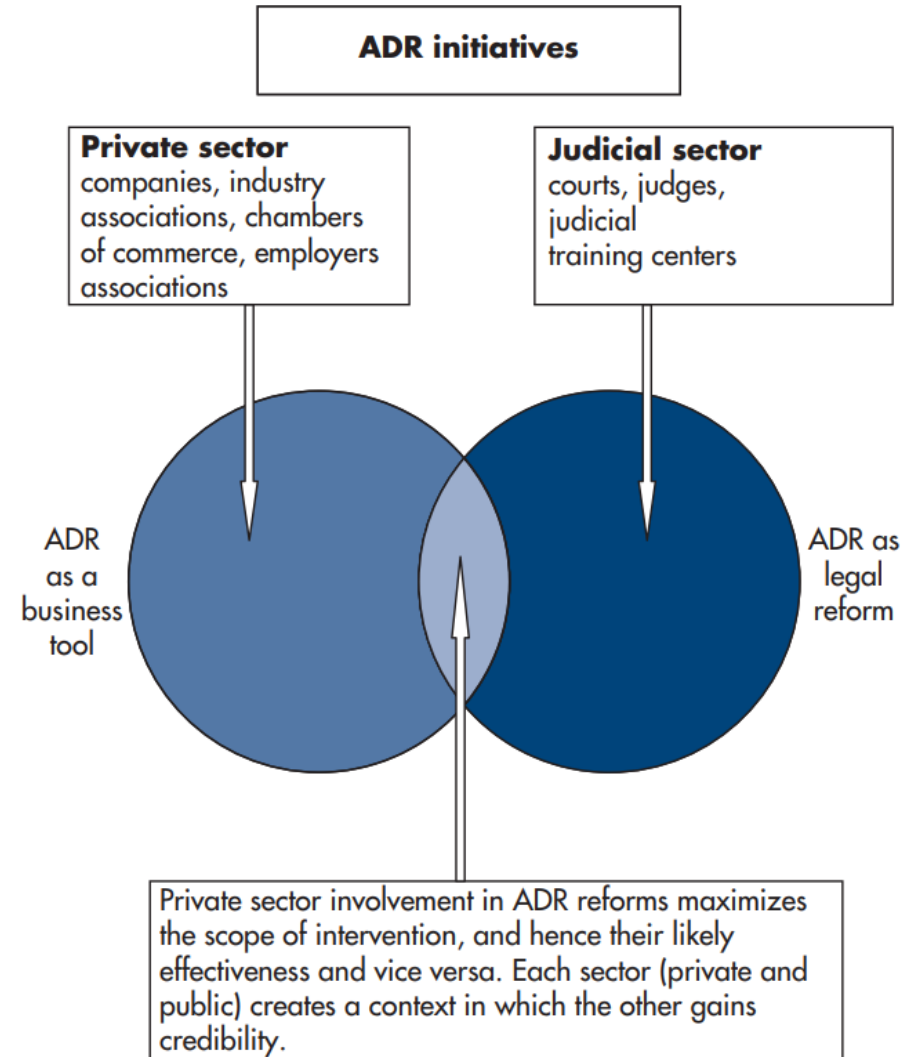 ADR initiatives
Private sector
companies, industry
associations, chambers
of commerce, employers
associations
Judicial sector
courts, judges,
judicial
training centers
ADR
as a
business
tool
ADR as
legal
reform
Private sector involvement in ADR reforms maximizes
the scope of intervention, and hence their likely
effectiveness and vice versa. Each sector (private and
public) creates a context in which the other gains
credibility.